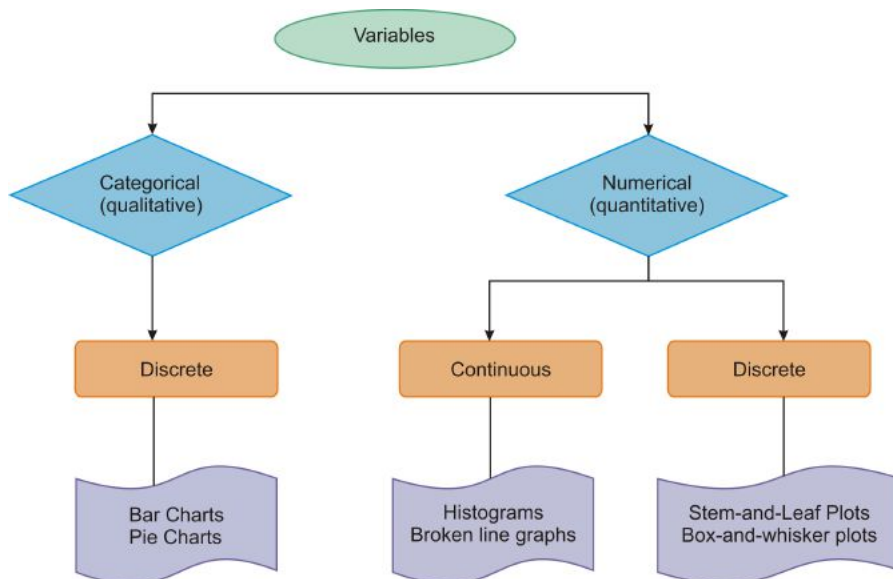 Variables
Categorical
(qualitative)
Numerical
(quantitative)
Discrete
Continuous
Discrete
Bar Charts
Pie Charts
Histograms
Broken line graphs
Stem-and-Leaf Plots
Box-and-whisker plots